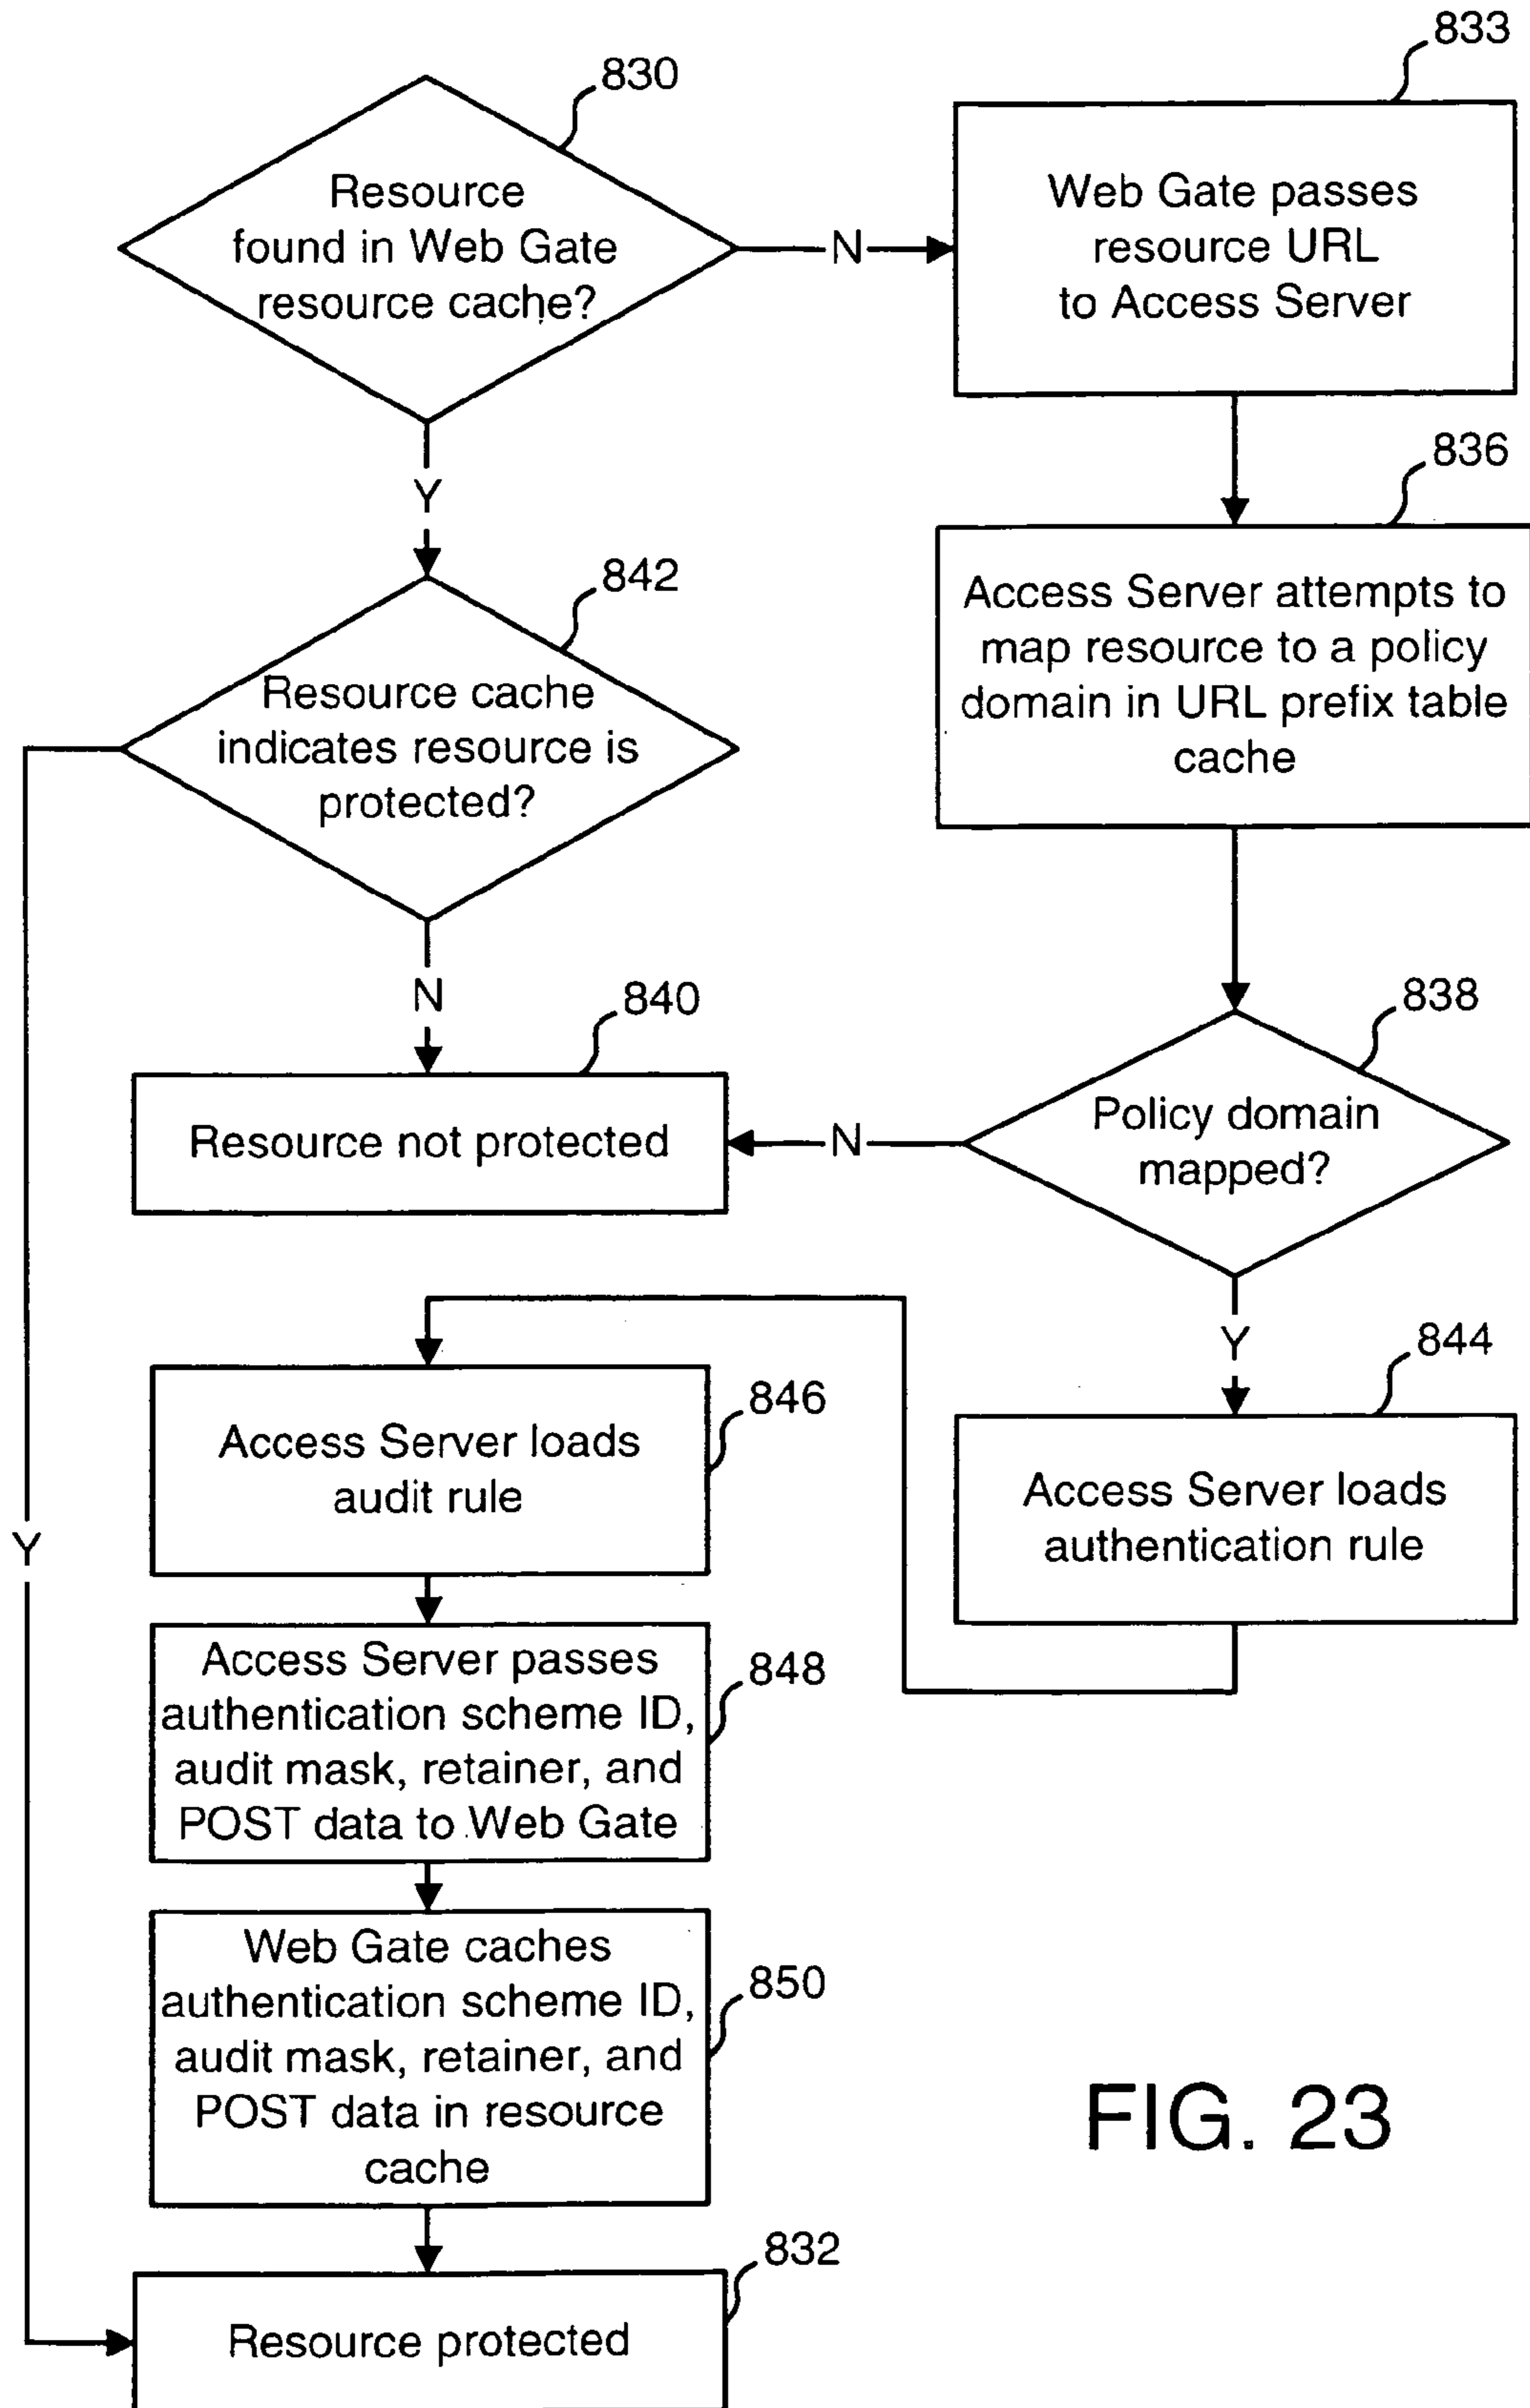 833
830
Resource
found in Web Gate
resource cache?
N
Web Gate passes
resource URL
to Access Server
Y
836
Access Server attempts to
map resource to a policy
domain in URL prefix table
cache
842
Resource cache
indicates resource is
protected?
N
840
Resource not protected
838
Policy domain
mapped?
N
Y
844
Access Server loads
authentication rule
846
Access Server loads
audit rule
Y
848
Access Server passes
authentication scheme ID,
audit mask, retainer, and
POST data to Web Gate
850
Web Gate caches
authentication scheme ID,
audit mask, retainer, and
POST data in resource
cache
832
Resource protected
FIG. 23